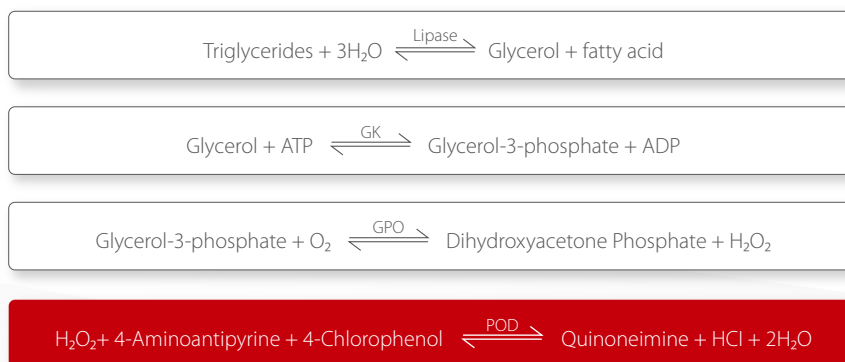 Triglycerides + 3H₂O ⇌ Lipase Glycerol + fatty acid
Glycerol + ATP ⇌ GK Glycerol-3-phosphate + ADP
Glycerol-3-phosphate + O₂ ⇌ GPO Dihydroxyacetone Phosphate + H₂O₂
H₂O₂+ 4-Aminoantipyrine + 4-Chlorophenol ⇌ POD Quinoneimine + HCl + 2H₂O